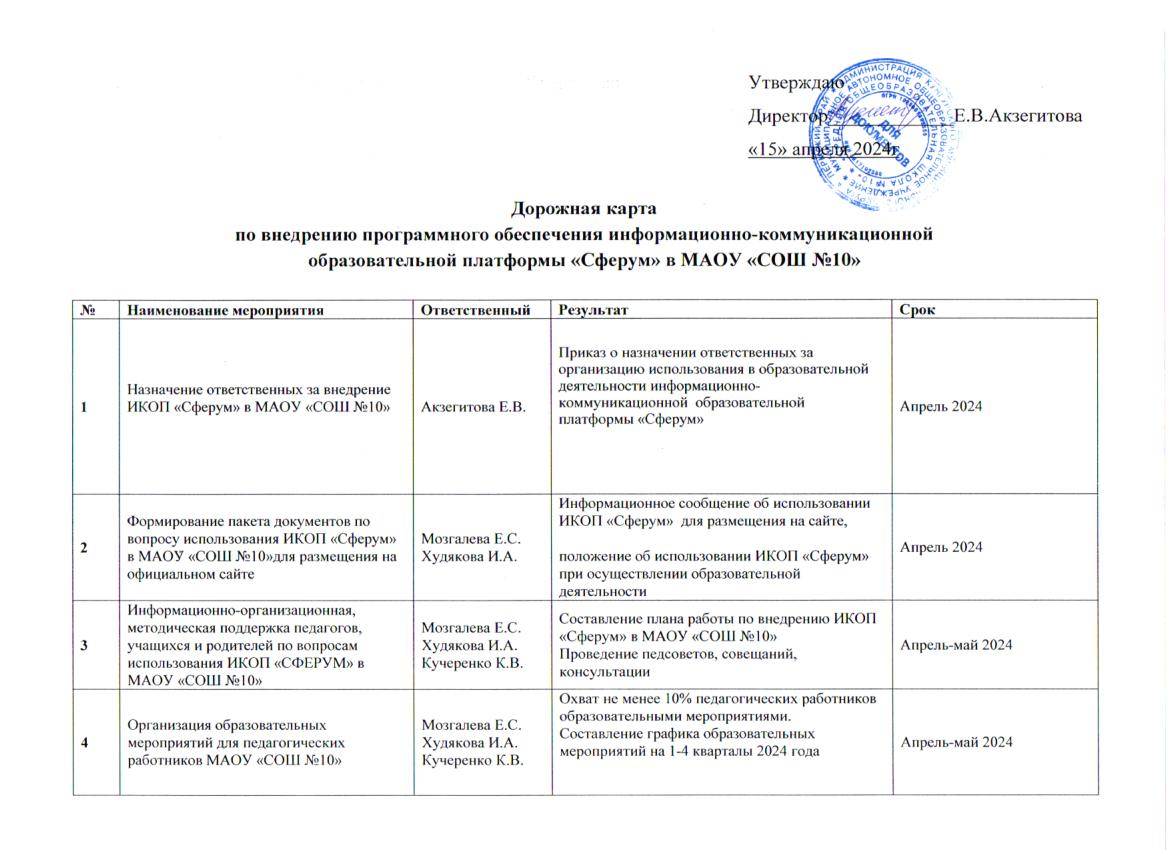 Утверждаю
Директор Е.В.Акзегитова
«15» апреля 2024г
ДЛЯ
ДОКУМЕНТОВ
Дорожная карта
по внедрению программного обеспечения информационно-коммуникационной
образовательной платформы «Сферум» в МАОУ «СОШ №10»
№ Наименование мероприятия Ответственный Результат Срок
1
Назначение ответственных за внедрение
ИКОП «Сферум» в МАОУ «СОШ №10»
Акзегитова Е.В.
Приказ о назначении ответственных за
организацию использования в образовательной
деятельности информационно-
коммуникационной образовательной
платформы «Сферум»
Апрель 2024
2
Формирование пакета документов по
вопросу использования ИКОП «Сферум»
в МАОУ «СОШ №10»для размещения на
официальном сайте
Мозгалева Е.С.
Худякова И.А.
Информационное сообщение об использовании
ИКОП «Сферум» для размещения на сайте,
положение об использовании ИКОП «Сферум»
при осуществлении образовательной
деятельности
Апрель 2024
3
Информационно-организационная,
методическая поддержка педагогов,
учащихся и родителей по вопросам
использования ИКОП «СФЕРУМ» в
МАОУ «СОШ №10»
Мозгалева Е.С.
Худякова И.А.
Кучеренко К.В.
Составление плана работы по внедрению ИКОП
«Сферум» в МАОУ «СОШ №10»
Проведение педсоветов, совещаний,
консультации
Апрель-май 2024
4
Организация образовательных
мероприятий для педагогических
работников МАОУ «СОШ №10»
Мозгалева Е.С.
Худякова И.А.
Кучеренко К.В.
Охват не менее 10% педагогических работников
образовательными мероприятиями.
Составление графика образовательных
мероприятий на 1-4 кварталы 2024 года
Апрель-май 2024